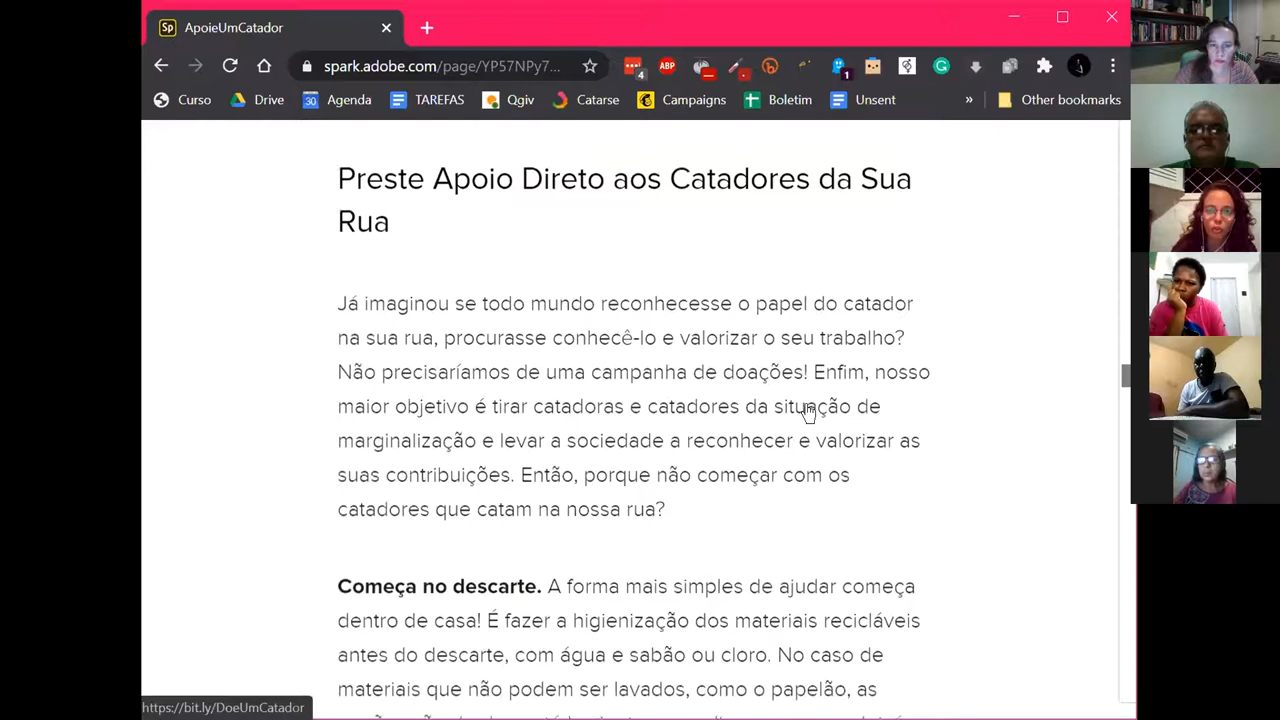 ApoieUmCatador
spark.adobe.com/page/YP57NPy7...
4
ABP
1
Curso
Drive
31
Agenda
TAREFAS
Qgiv
Catarse
Campaigns
Boletim
Unsent
»
Other bookmarks
Preste Apoio Direto aos Catadores da Sua
Rua
Já imaginou se todo mundo reconhecesse o papel do catador
na sua rua, procurasse conhecê-lo e valorizar o seu trabalho?
Não precisaríamos de uma campanha de doações! Enfim, nosso
maior objetivo é tirar catadoras e catadores da situação de
marginalização e levar a sociedade a reconhecer e valorizar as
suas contribuições. Então, porque não começar com os
catadores que catam na nossa rua?
Começa no descarte. A forma mais simples de ajudar começa
dentro de casa! É fazer a higienização dos materiais recicláveis
antes do descarte, com água e sabão ou cloro. No caso de
materiais que não podem ser lavados, como o papelão, as
https://bit.ly/DoeUmCatador